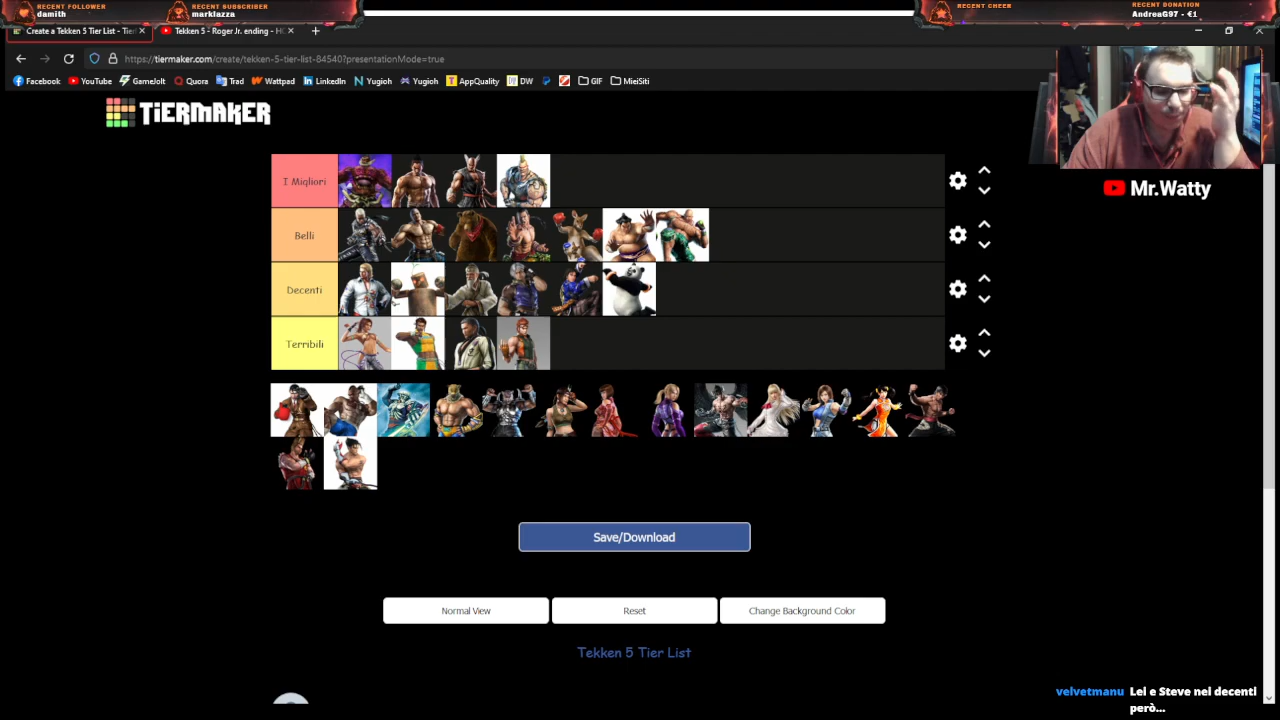 RECENT FOLLOWER
damith
RECENT SUBSCRIBER
marklazza
RECENT CHEER
RECENT DONATION
AndreaG97 - €1
Create a Tekken 5 Tier List - Tier
Tekken 5 - Roger Jr. ending - H
https://tiermaker.com/create/tekken-5-tier-list-84540?presentationMode=true
Facebook
YouTube
GameJolt
Quora
Trad
Wattpad
LinkedIn
Yugioh
Yugioh
AppQuality
DW
GIF
MieiSiti
TiERMAKER
Mr.Watty
I Migliori
Belli
Decenti
Terribili
Save/Download
Normal View
Reset
Change Background Color
Tekken 5 Tier List
velvetmanu Lei e Steve nei decenti
però...